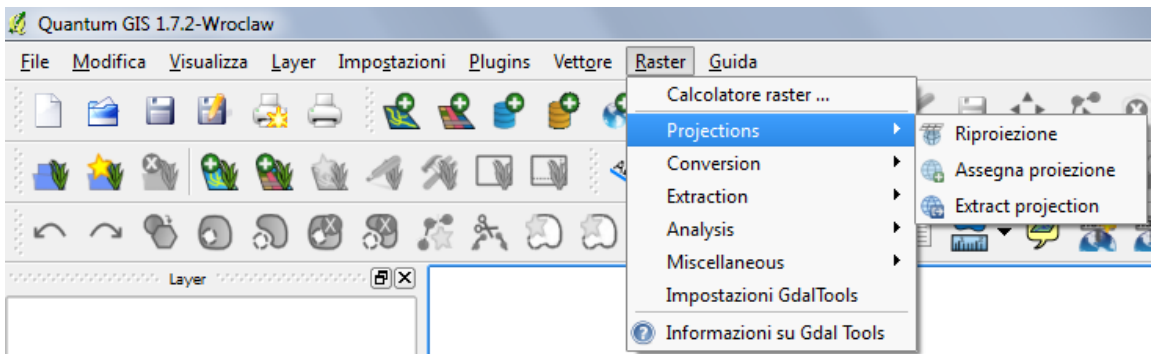 Quantum GIS 1.7.2-Wroclaw
File Modifica Visualizza Layer Impostazioni Plugins Vettore Raster Guida
Calcolatore raster ...
Projections
Conversion
Extraction
Analysis
Miscellaneous
Impostazioni GdalTools
Informazioni su Gdal Tools
Riproiezione
Assegna proiezione
Extract projection
Layer